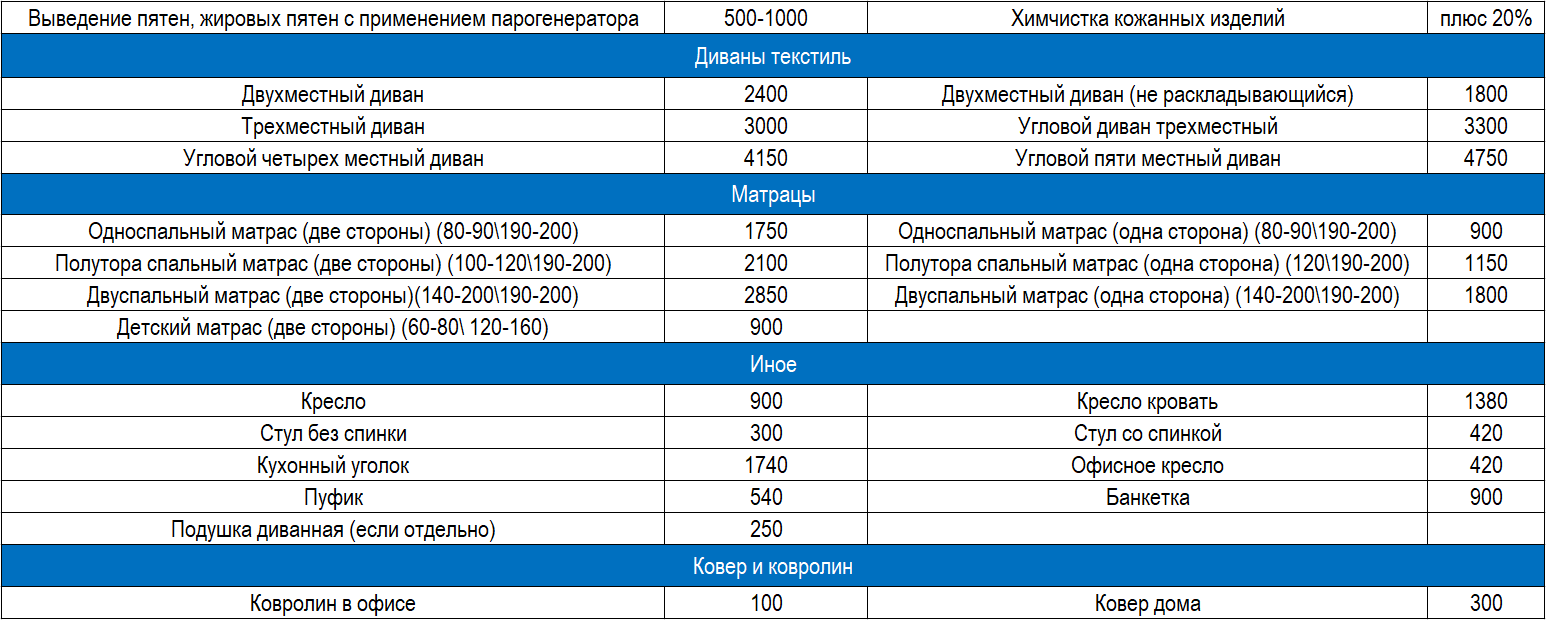 Выведение пятен, жировых пятен с применением парогенератора 500-1000 Химчистка кожанных изделий плюс 20%
Диваны текстиль
Двухместный диван 2400 Двухместный диван (не раскладывающийся) 1800
Трехместный диван 3000 Угловой диван трехместный 3300
Угловой четырех местный диван 4150 Угловой пяти местный диван 4750
Матрацы
Односпальный матрас (две стороны) (80-90\190-200) 1750 Односпальный матрас (одна сторона) (80-90\190-200) 900
Полутора спальный матрас (две стороны) (100-120\190-200) 2100 Полутора спальный матрас (одна сторона) (120\190-200) 1150
Двуспальный матрас (две стороны)(140-200\190-200) 2850 Двуспальный матрас (одна сторона) (140-200\190-200) 1800
Детский матрас (две стороны) (60-80\ 120-160) 900
Иное
Кресло 900 Кресло кровать 1380
Стул без спинки 300 Стул со спинкой 420
Кухонный уголок 1740 Офисное кресло 420
Пуфик 540 Банкетка 900
Подушка диванная (если отдельно) 250
Ковер и ковролин
Ковролин в офисе 100 Ковер дома 300